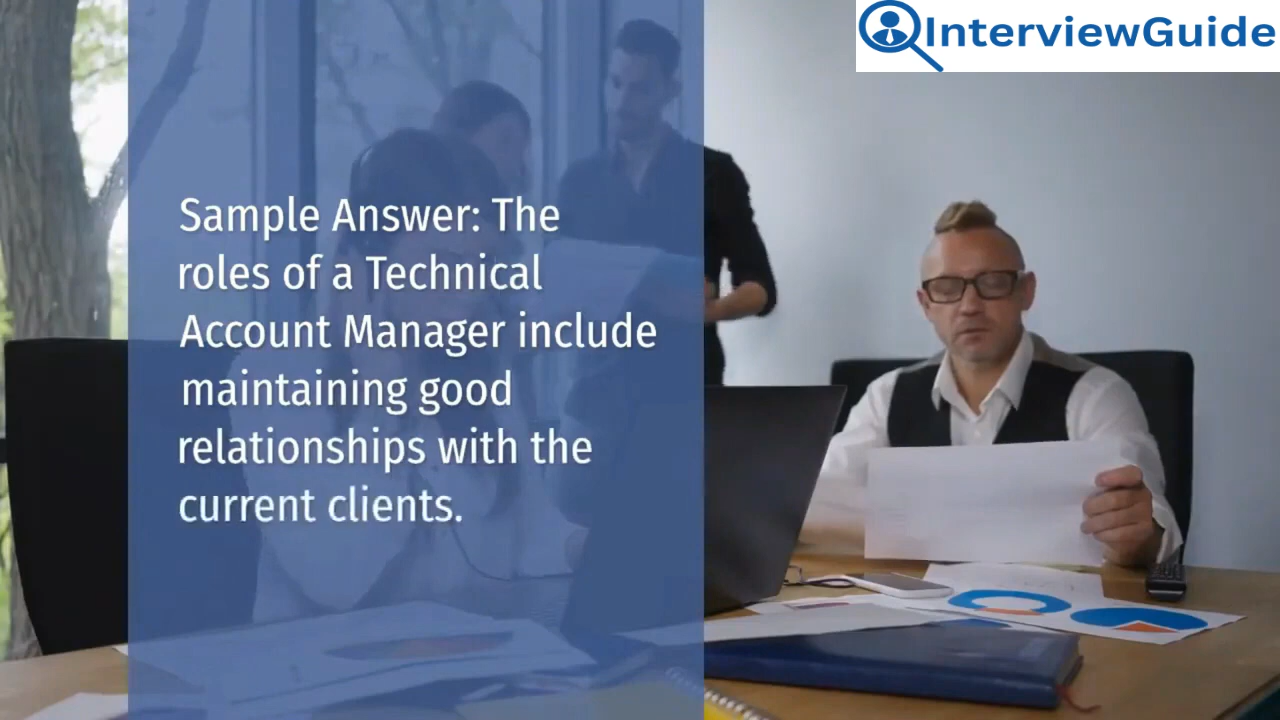 InterviewGuide
Sample Answer: The
roles of a Technical
Account Manager include
maintaining good
relationships with the
current clients.